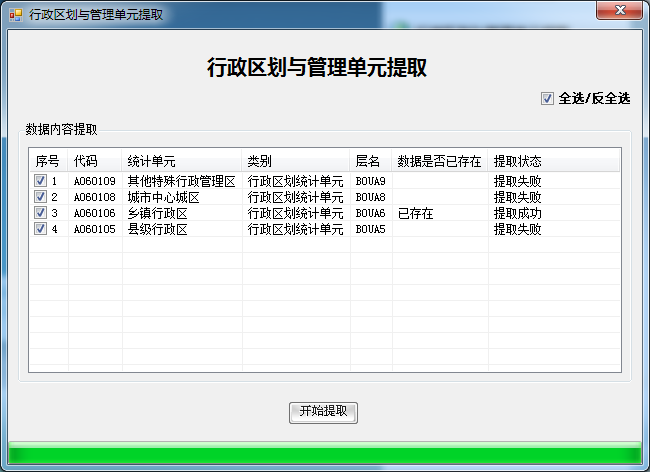 行政区划与管理单元提取
行政区划与管理单元提取
全选/反全选
数据内容提取
序号 代码 统计单元 类别 层名 数据是否已存在 提取状态
1 A060109 其他特殊行政管理区 行政区划统计单元 BOUA9 提取失败
2 A060108 城市中心城区 行政区划统计单元 BOUA8 提取失败
3 A060106 乡镇行政区 行政区划统计单元 BOUA6 已存在 提取成功
4 A060105 县级行政区 行政区划统计单元 BOUA5 提取失败
开始提取